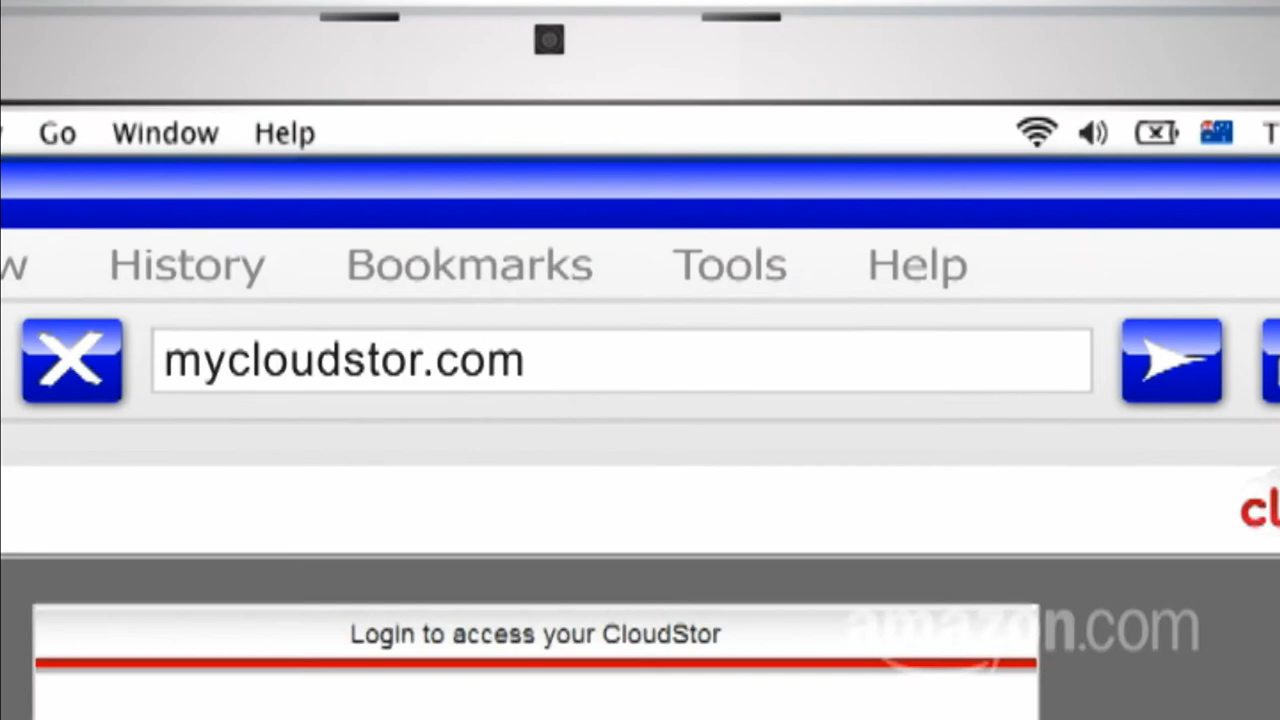 Go Window Help
History Bookmarks Tools Help
mycloudstor.com
Login to access your CloudStor
amazon.com